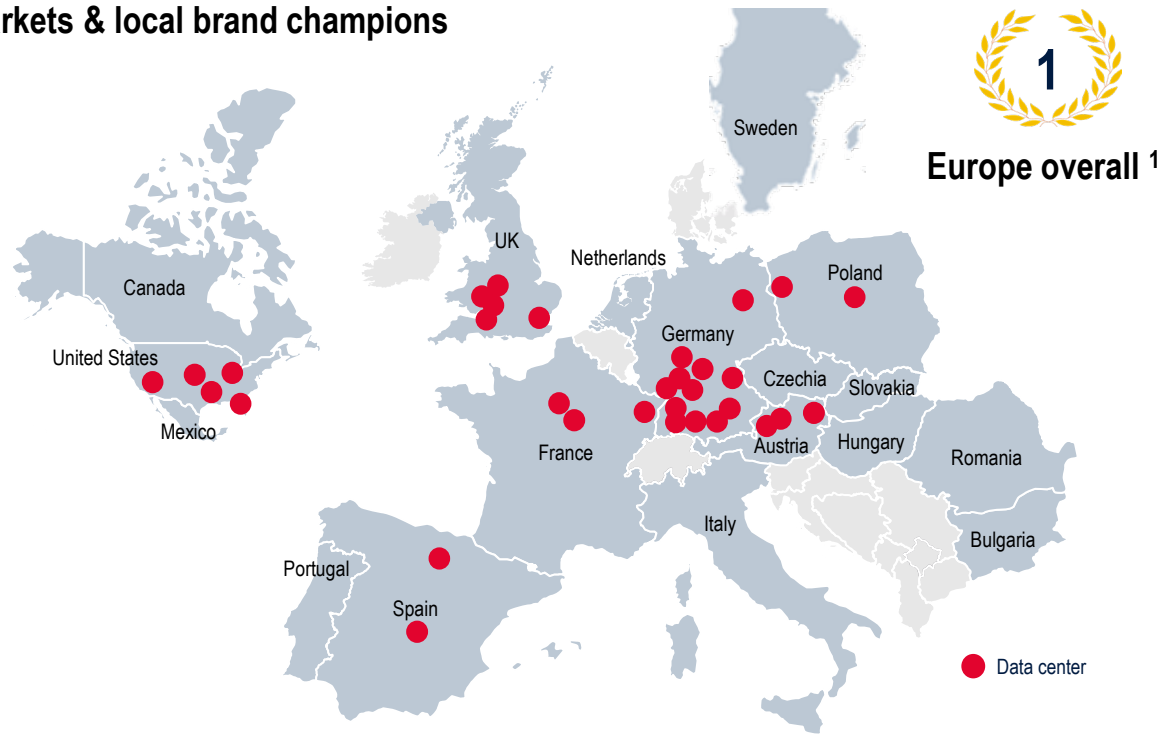 rkets & local brand champions
1
Europe overall 1
Sweden
UK
Netherlands
Canada
Poland
Germany
United States
Czechia
Slovakia
Mexico
France
Austria
Hungary
Romania
Italy
Bulgaria
Portugal
Spain
Data center